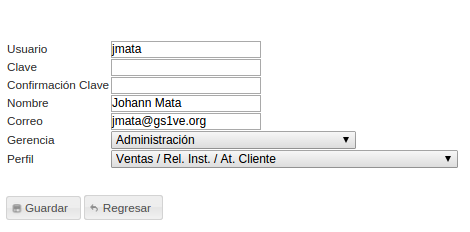 Usuario jmata
Clave
Confirmación Clave
Nombre Johann Mata
Correo jmata@gs1ve.org
Gerencia Administración
Perfil Ventas / Rel. Inst. / At. Cliente
Guardar Regresar